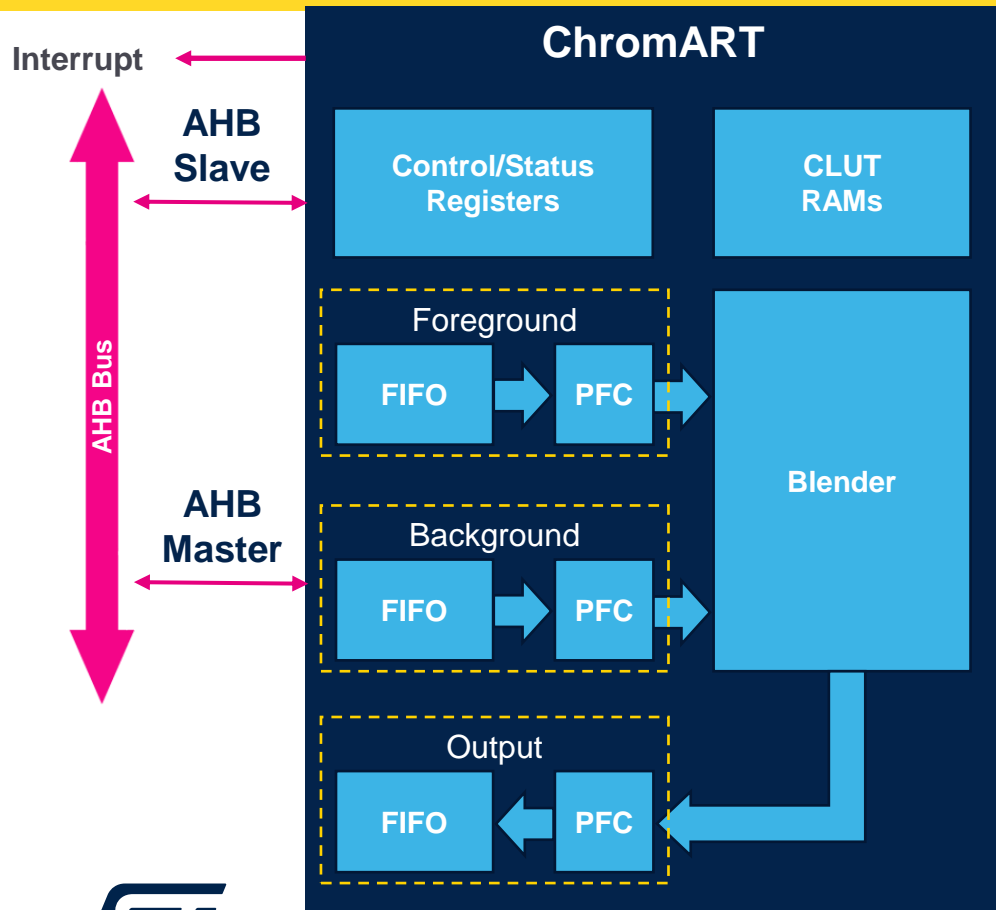 ChromART
Interrupt
AHB
Slave
Control/Status
Registers
CLUT
RAMs
AHB Bus
Foreground
FIFO
PFC
Blender
AHB
Master
Background
FIFO
PFC
Output
FIFO
PFC